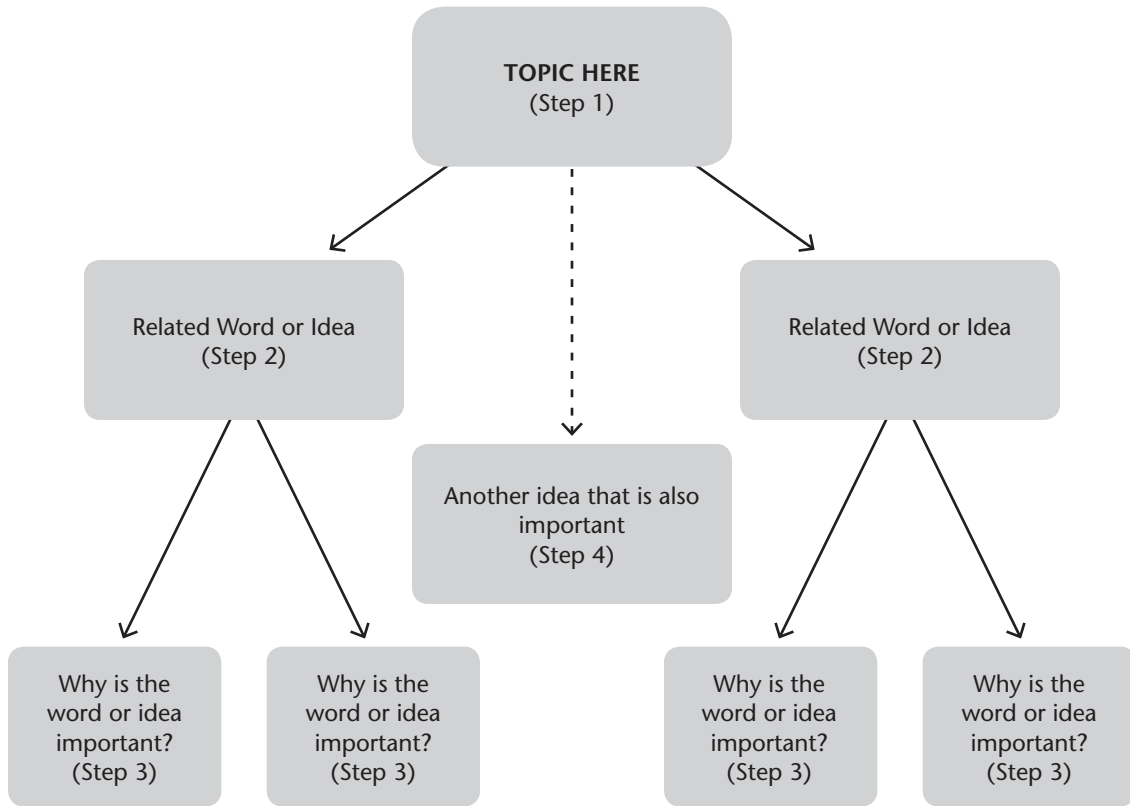 TOPIC HERE
(Step 1)
Related Word or Idea
(Step 2)
Related Word or Idea
(Step 2)
Another idea that is also
important
(Step 4)
Why is the
word or idea
important?
(Step 3)
Why is the
word or idea
important?
(Step 3)
Why is the
word or idea
important?
(Step 3)
Why is the
word or idea
important?
(Step 3)